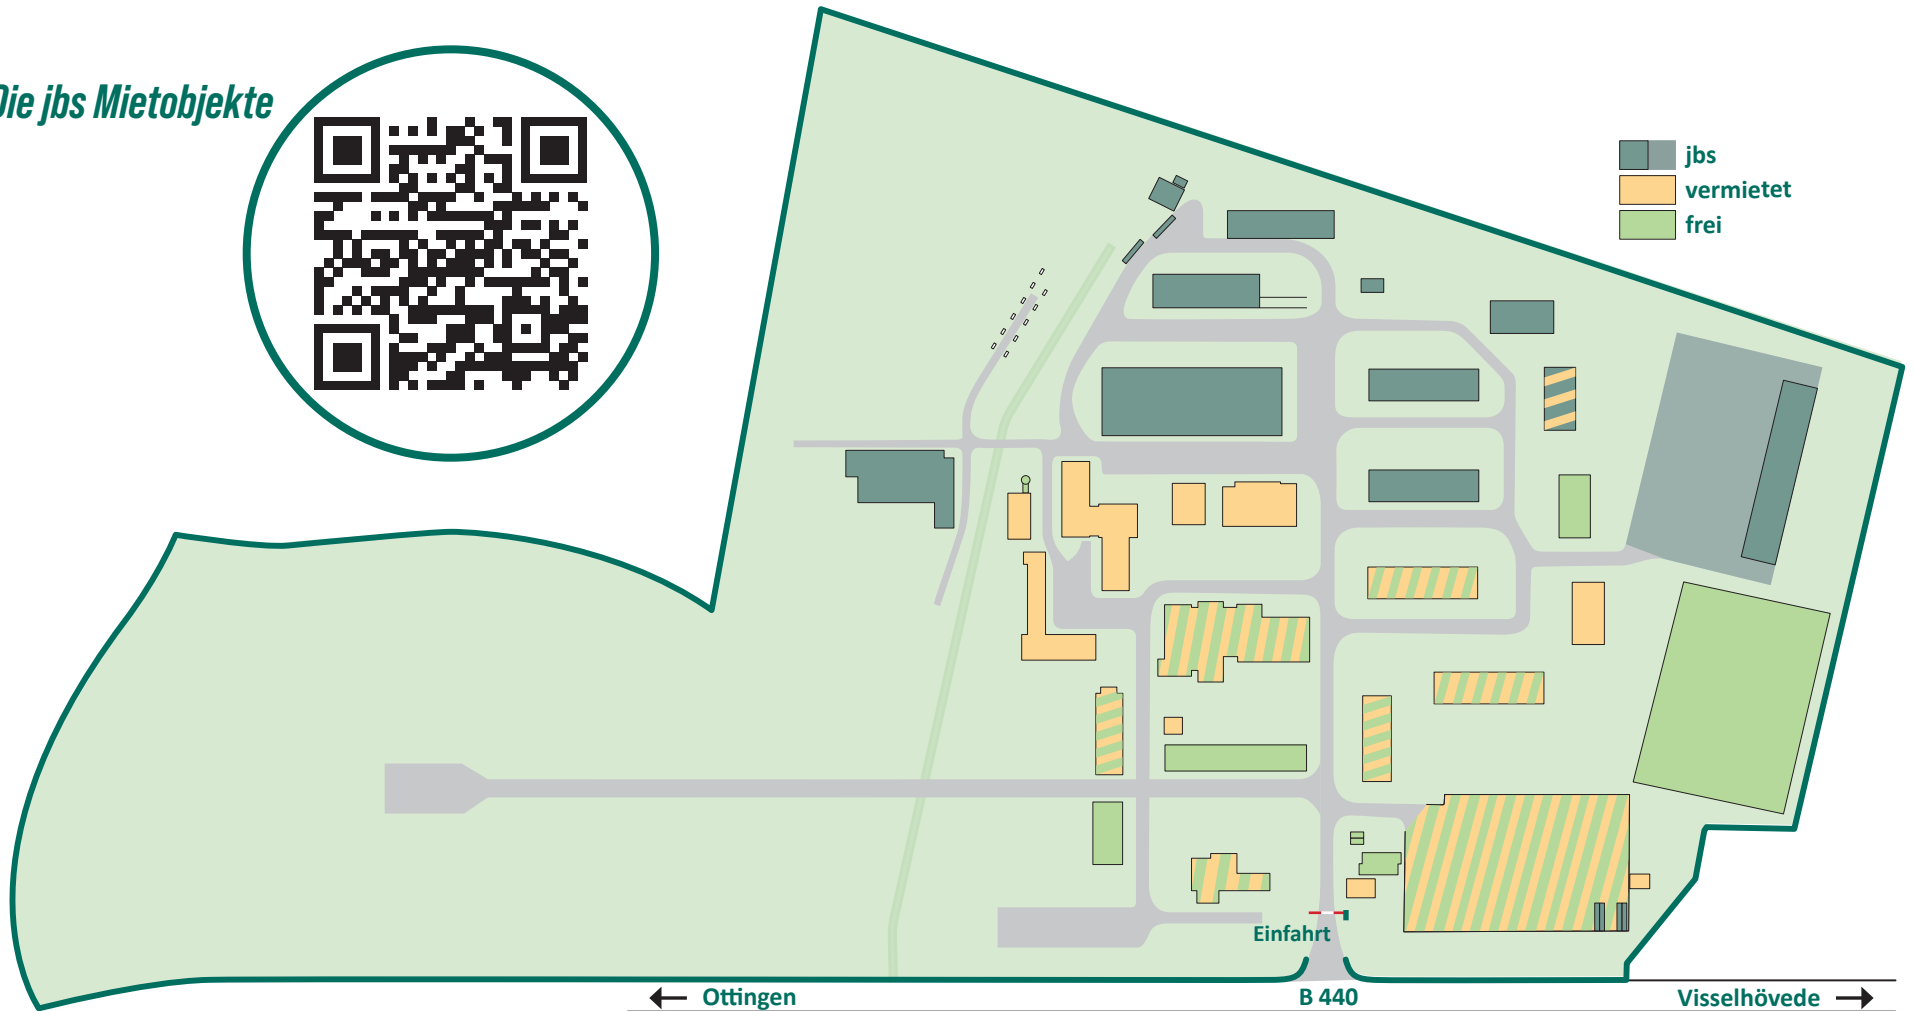 Die jbs Mietobjekte
jbs
vermietet
frei
Einfahrt
Ottingen
B 440
Visselhövede